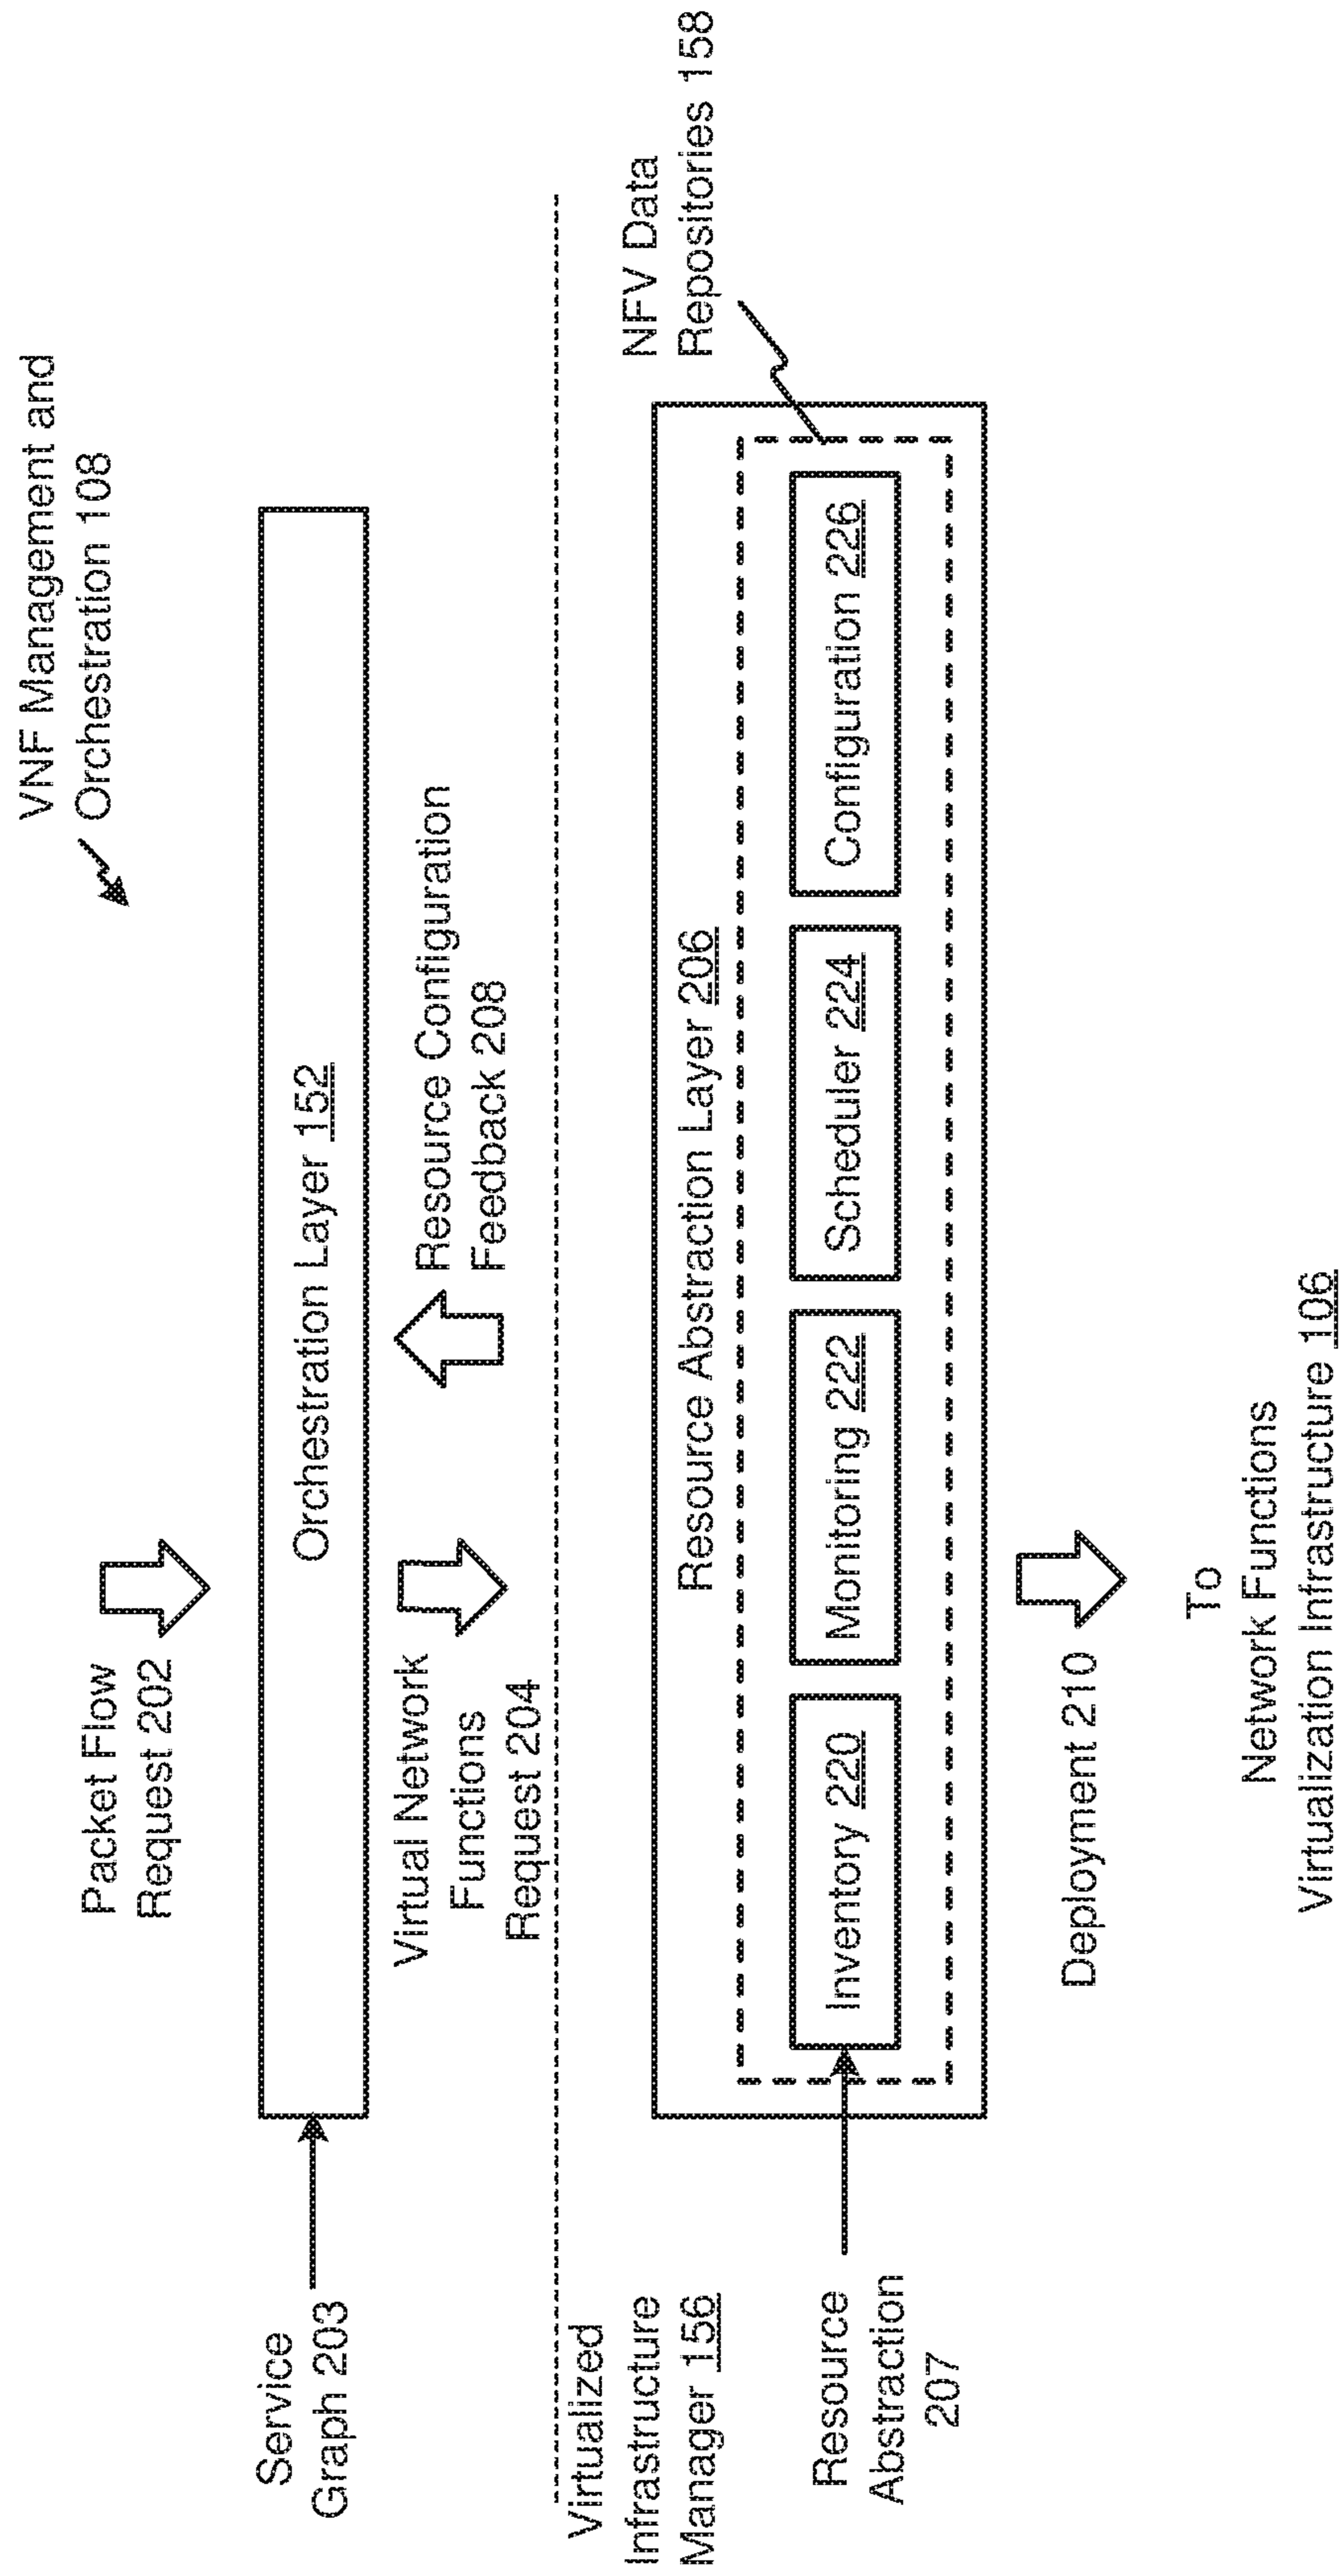 VNF Management and
Orchestration 108
Packet Flow
Request 202
Service
Graph 203
Orchestration Layer 152
Virtual Network
Functions
Request 204
Resource Configuration
Feedback 208
Virtualized
Infrastructure
Manager 156
NFV Data
Repositories 158
Resource Abstraction Layer 206
Resource
Abstraction
207
Inventory 220
Monitoring 222
Scheduler 224
Configuration 226
Deployment 210
To
Network Functions
Virtualization Infrastructure 106